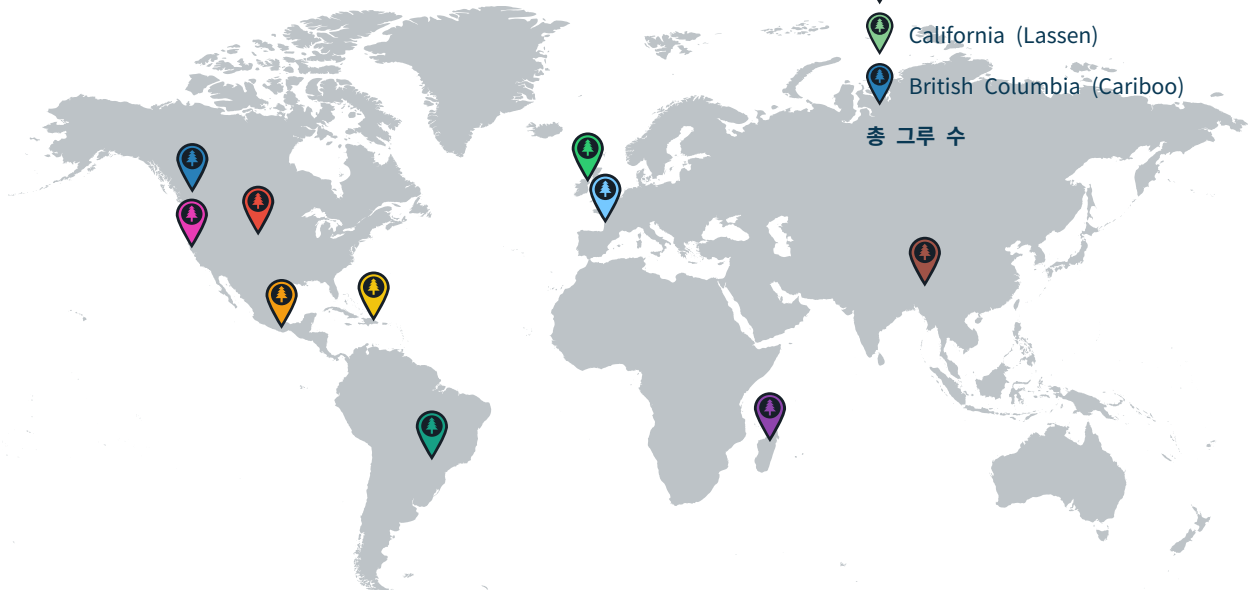 California (Lassen)
British Columbia (Cariboo)
총 그루 수